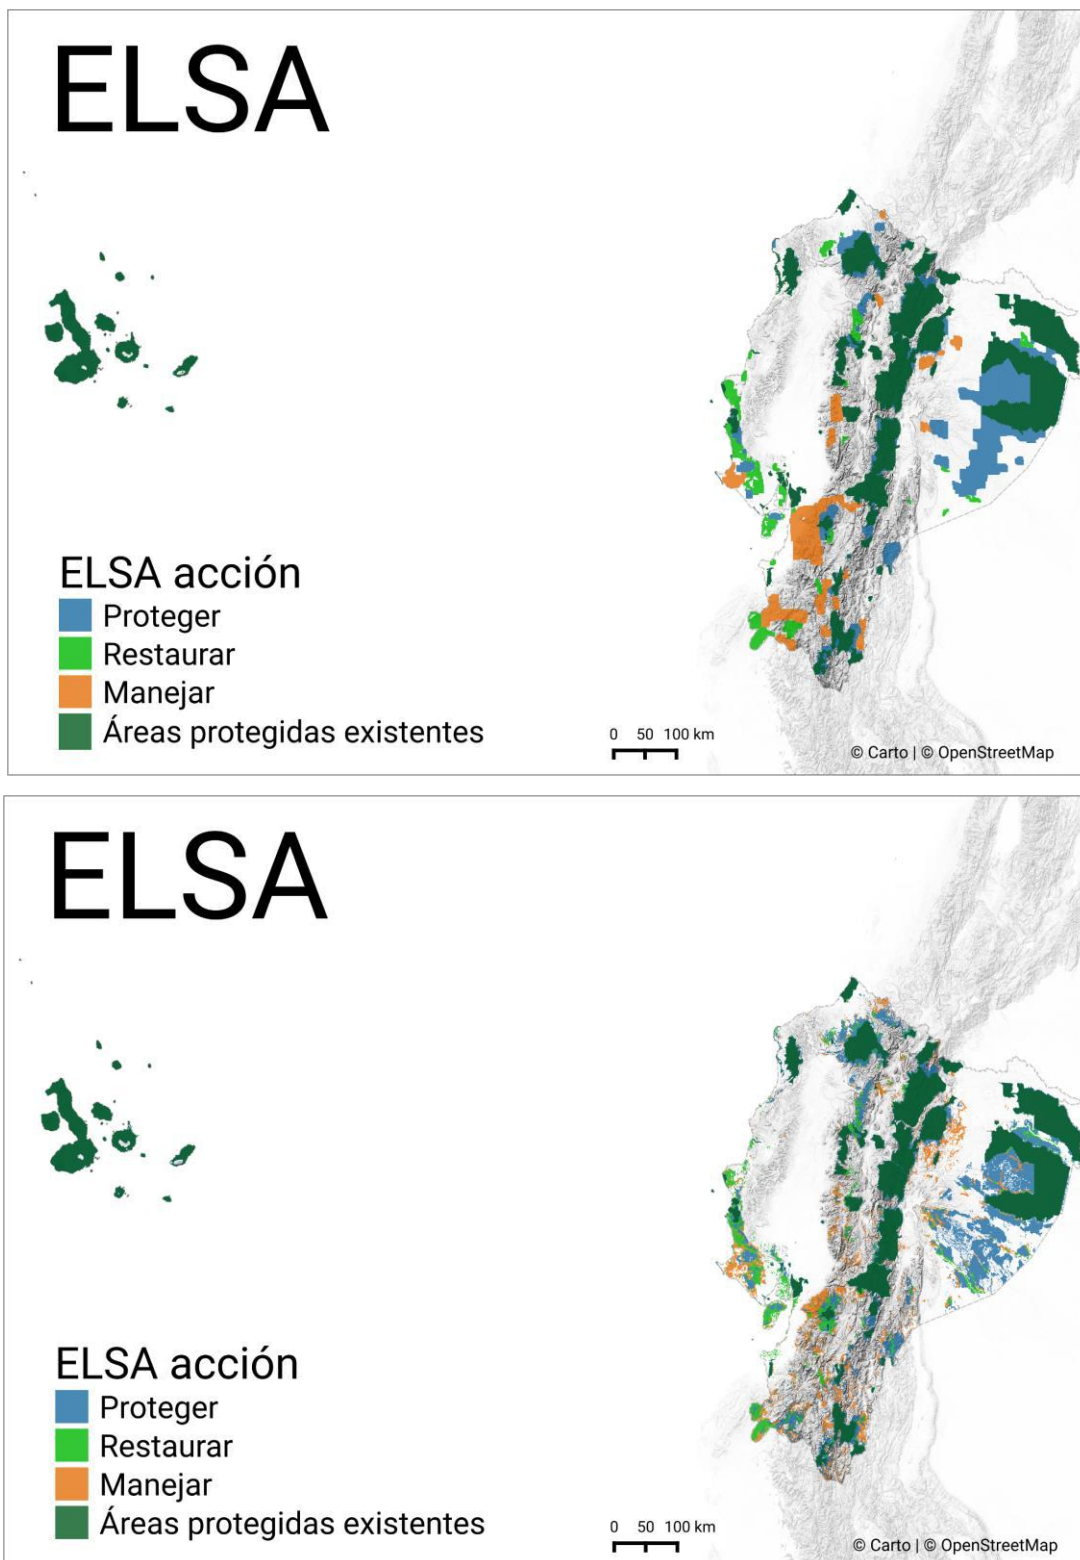 ELSA
ELSA acción
Proteger
Restaurar
Manejar
Áreas protegidas existentes
0 50 100 km
© Carto | © OpenStreetMap
ELSA
ELSA acción
Proteger
Restaurar
Manejar
Áreas protegidas existentes
0 50 100 km
© Carto | © OpenStreetMap